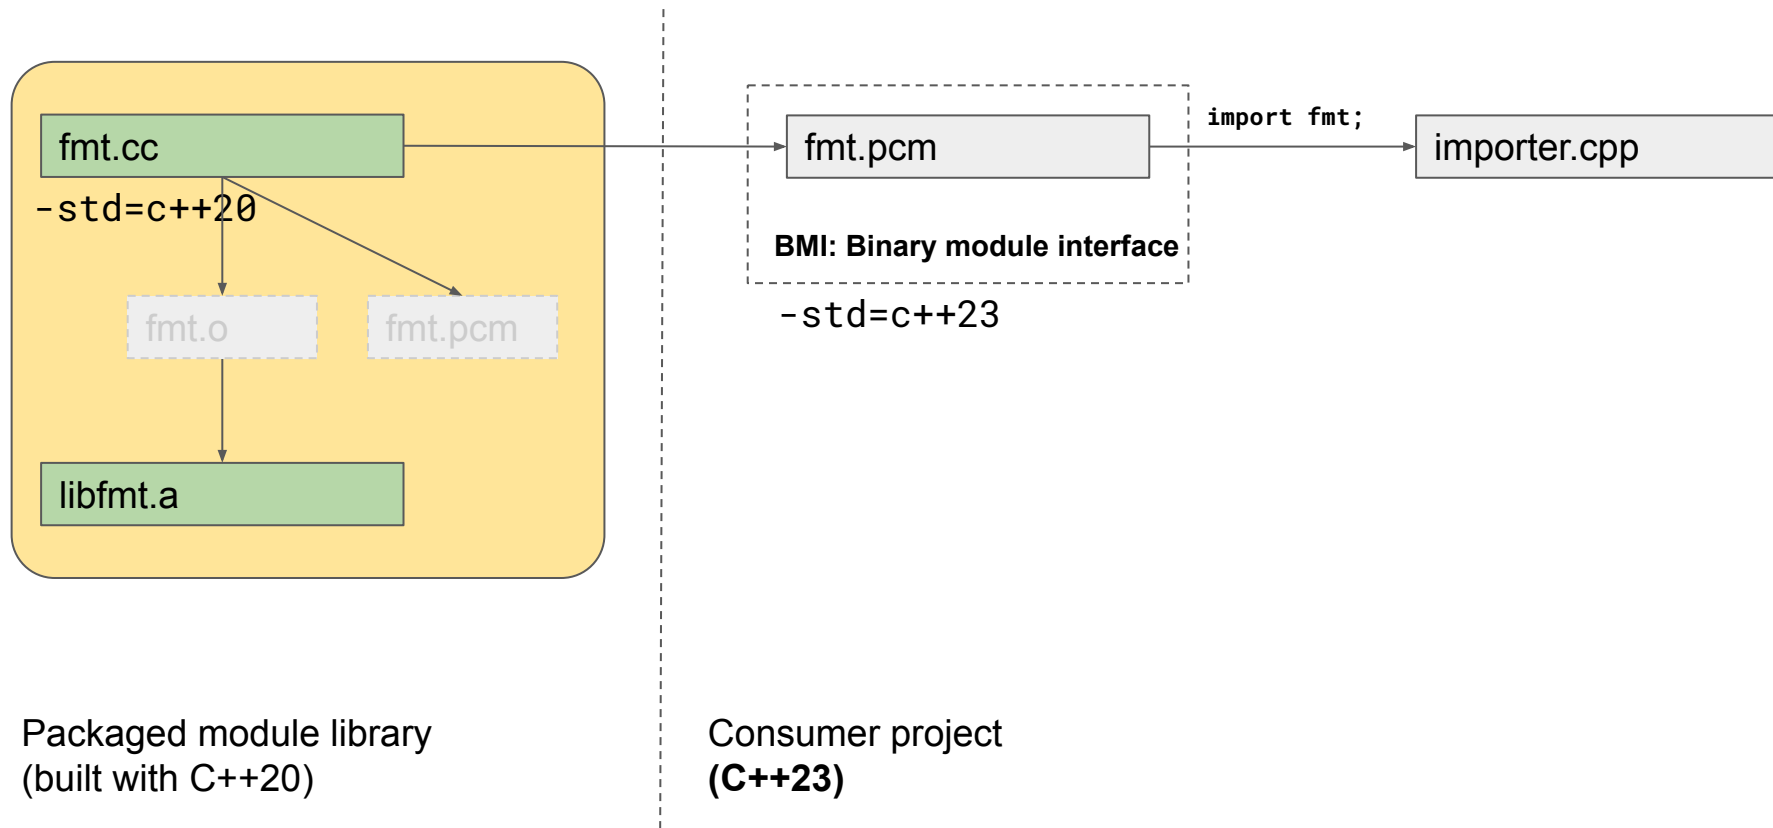 fmt.cc
-std=c++20
fmt.o
fmt.pcm
libfmt.a
Packaged module library
(built with C++20)
fmt.pcm
BMI: Binary module interface
-std=c++23
import fmt;
importer.cpp
Consumer project
(C++23)